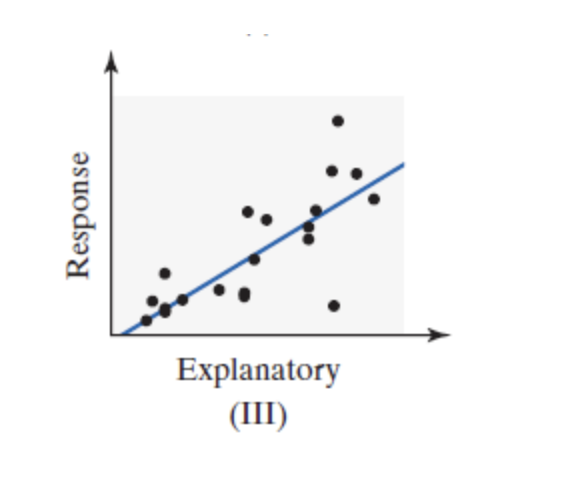 Response
Explanatory
(III)